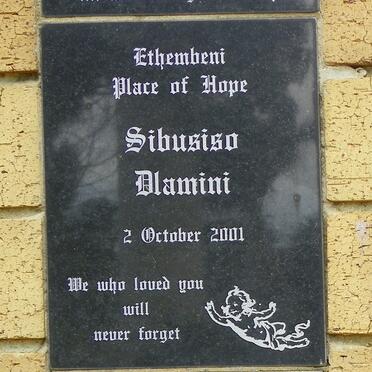 Ethembeni
Place of Hope
Sibusiso
Dlamini
2 October 2001
We who loved you
will
never forget